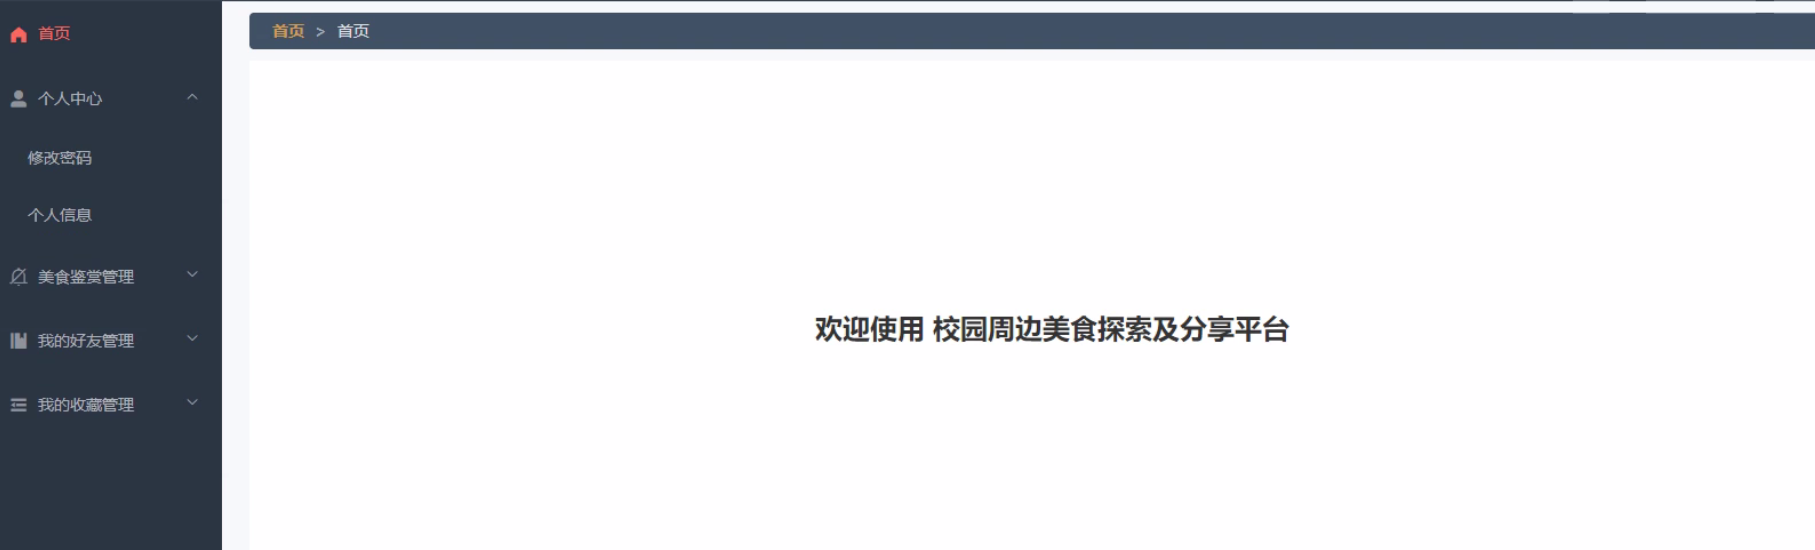 首页
个人中心
修改密码
个人信息
美食鉴赏管理
我的好友管理
我的收藏管理
首页 > 首页
欢迎使用 校园周边美食探索及分享平台